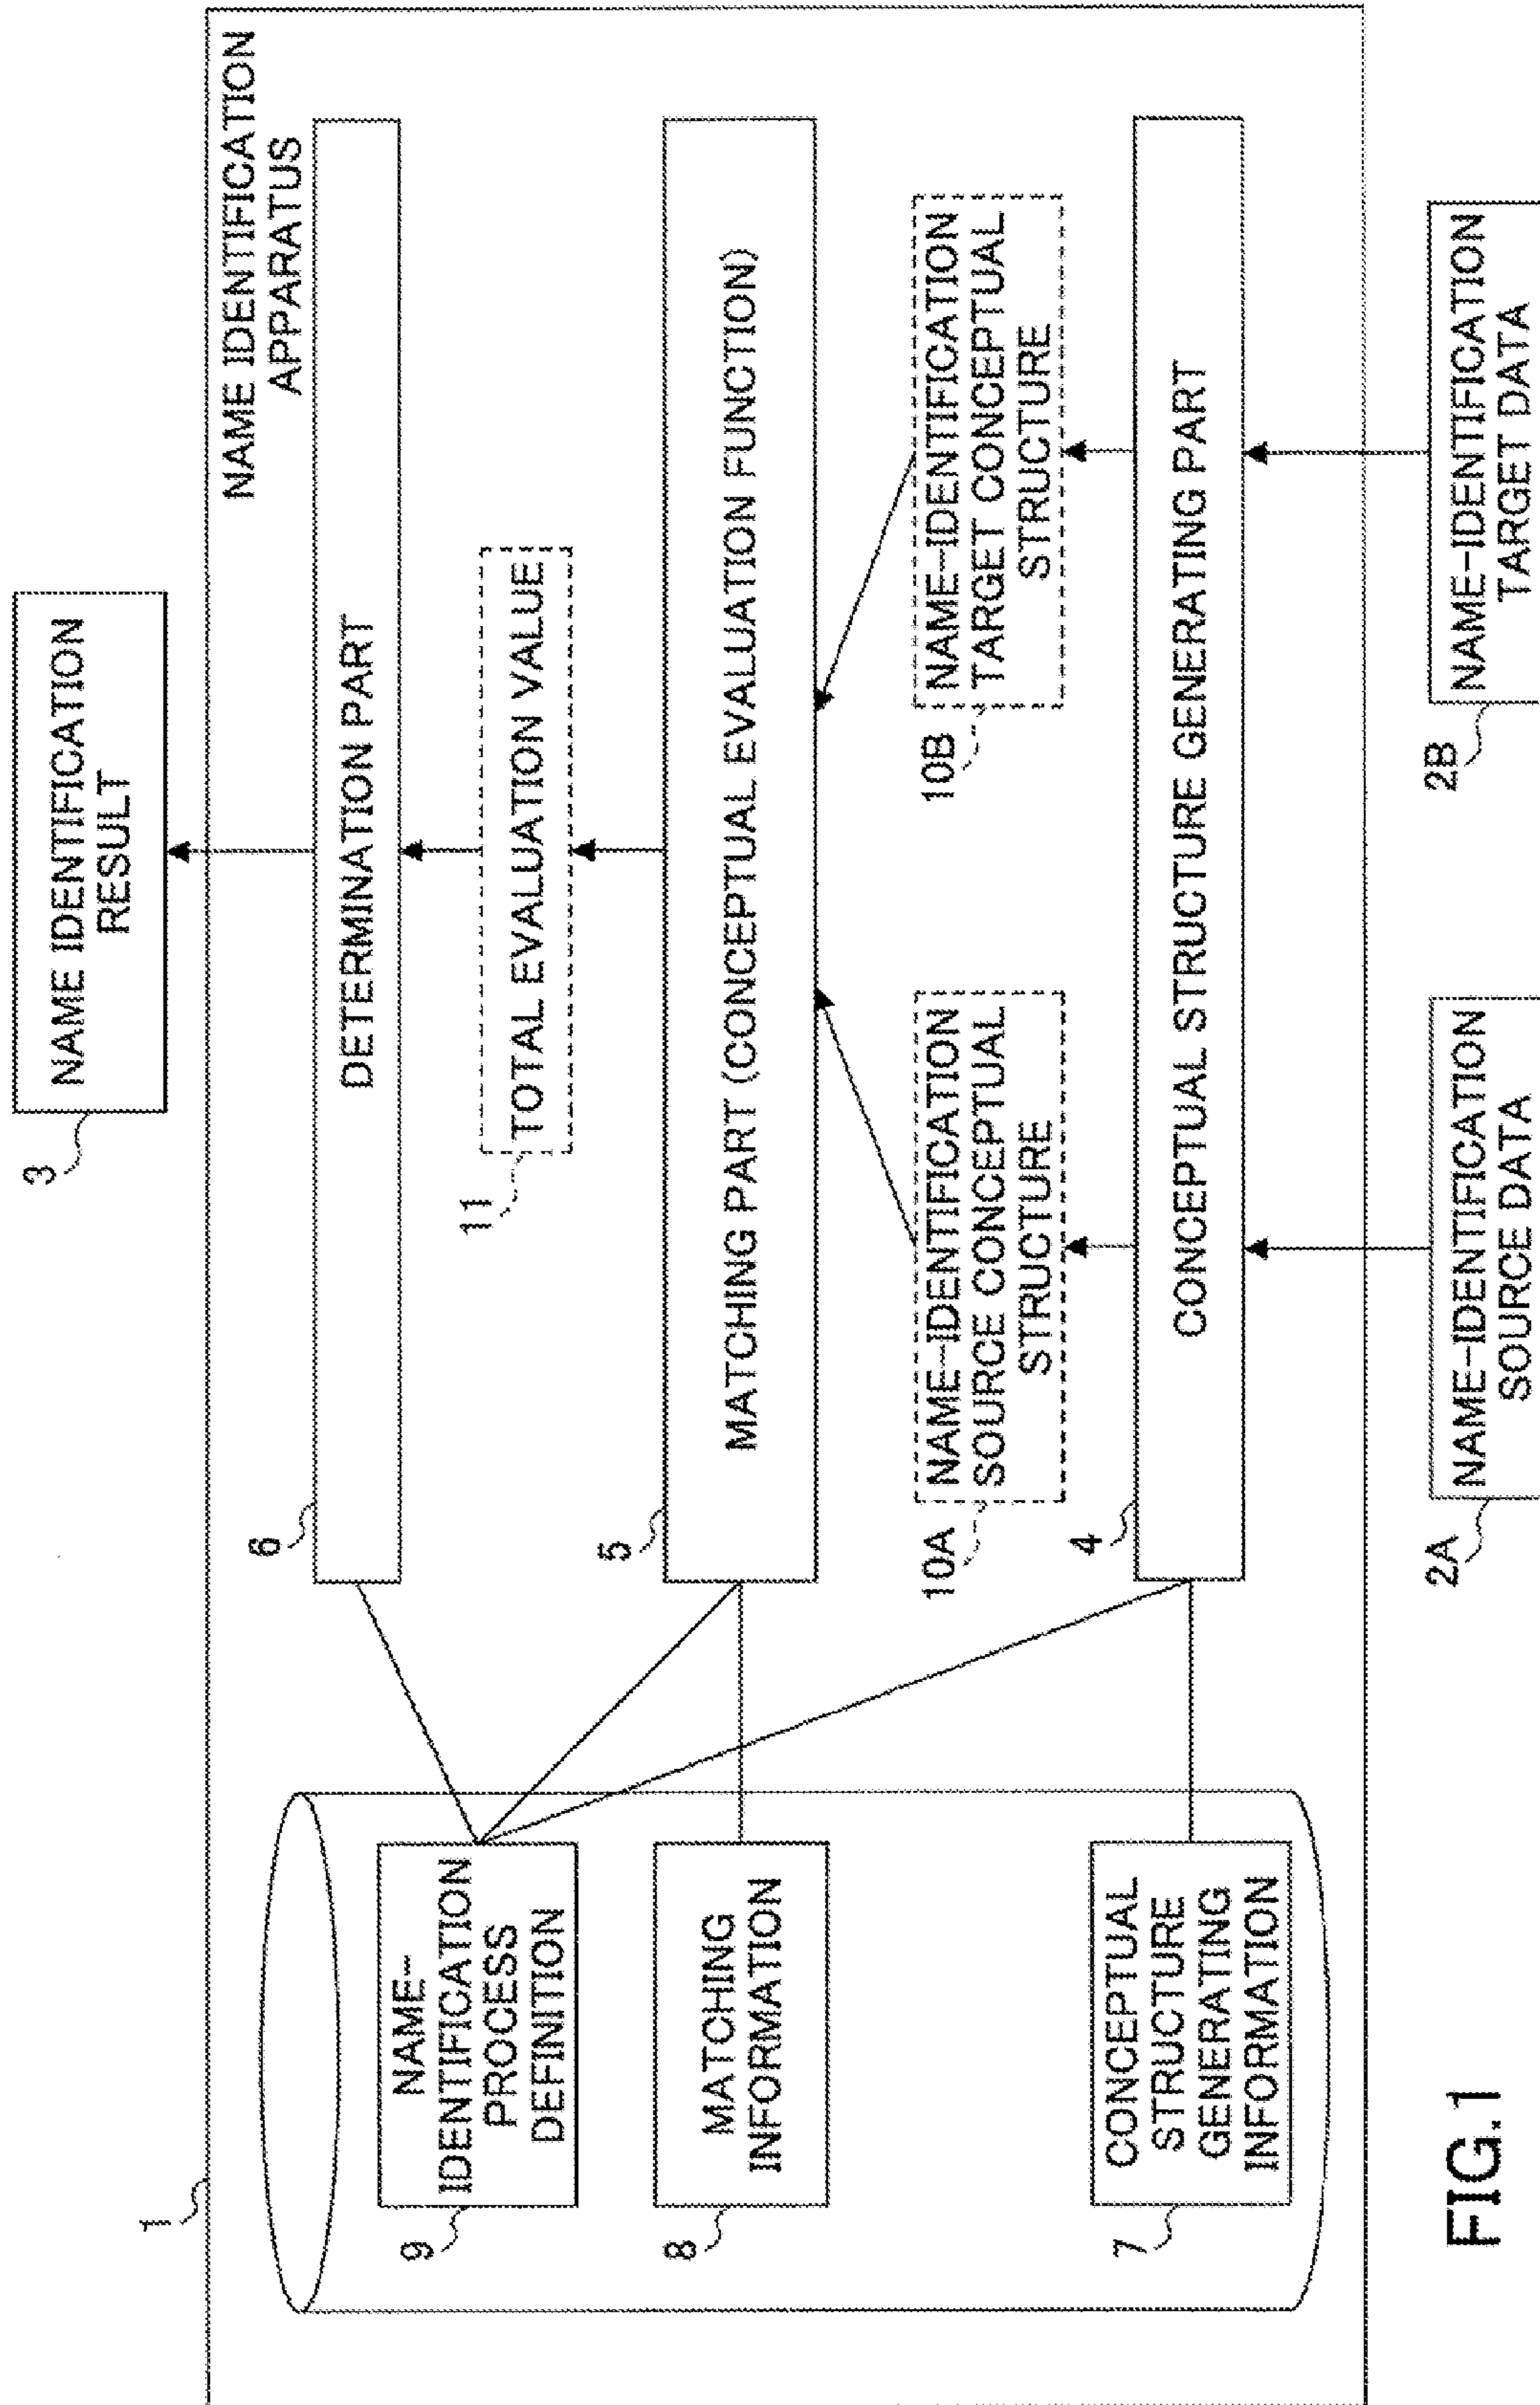 3
NAME IDENTIFICATION
RESULT
1
NAME IDENTIFICATION
APPARATUS
9
NAME-
IDENTIFICATION
PROCESS
DEFINITION
6
DETERMINATION PART
11
TOTAL EVALUATION VALUE
8
MATCHING
INFORMATION
5
MATCHING PART (CONCEPTUAL EVALUATION FUNCTION)
10A
NAME-IDENTIFICATION
SOURCE CONCEPTUAL
STRUCTURE
10B
NAME-IDENTIFICATION
TARGET CONCEPTUAL
STRUCTURE
7
CONCEPTUAL
STRUCTURE
GENERATING
INFORMATION
4
CONCEPTUAL STRUCTURE GENERATING PART
2A
NAME-IDENTIFICATION
SOURCE DATA
2B
NAME-IDENTIFICATION
TARGET DATA
FIG.1